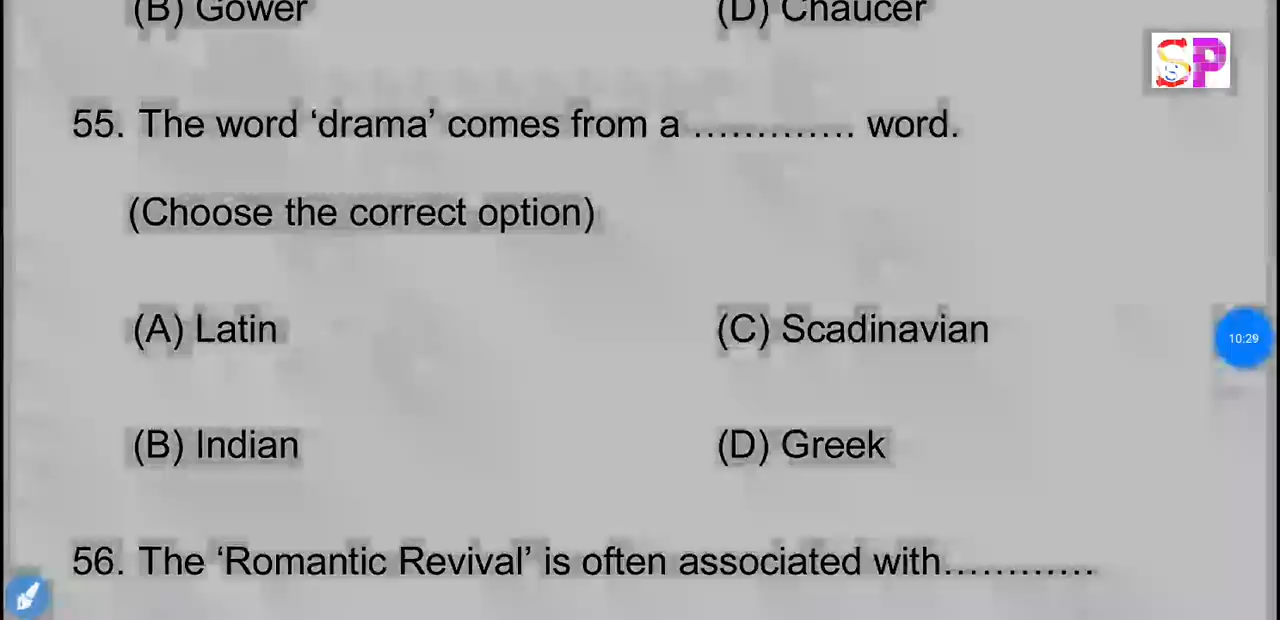 (B) Gower (D) Chaucer
SP
55. The word ‘drama’ comes from a ............. word.
(Choose the correct option)
(A) Latin (C) Scadinavian
10:29
(B) Indian (D) Greek
56. The ‘Romantic Revival’ is often associated with............